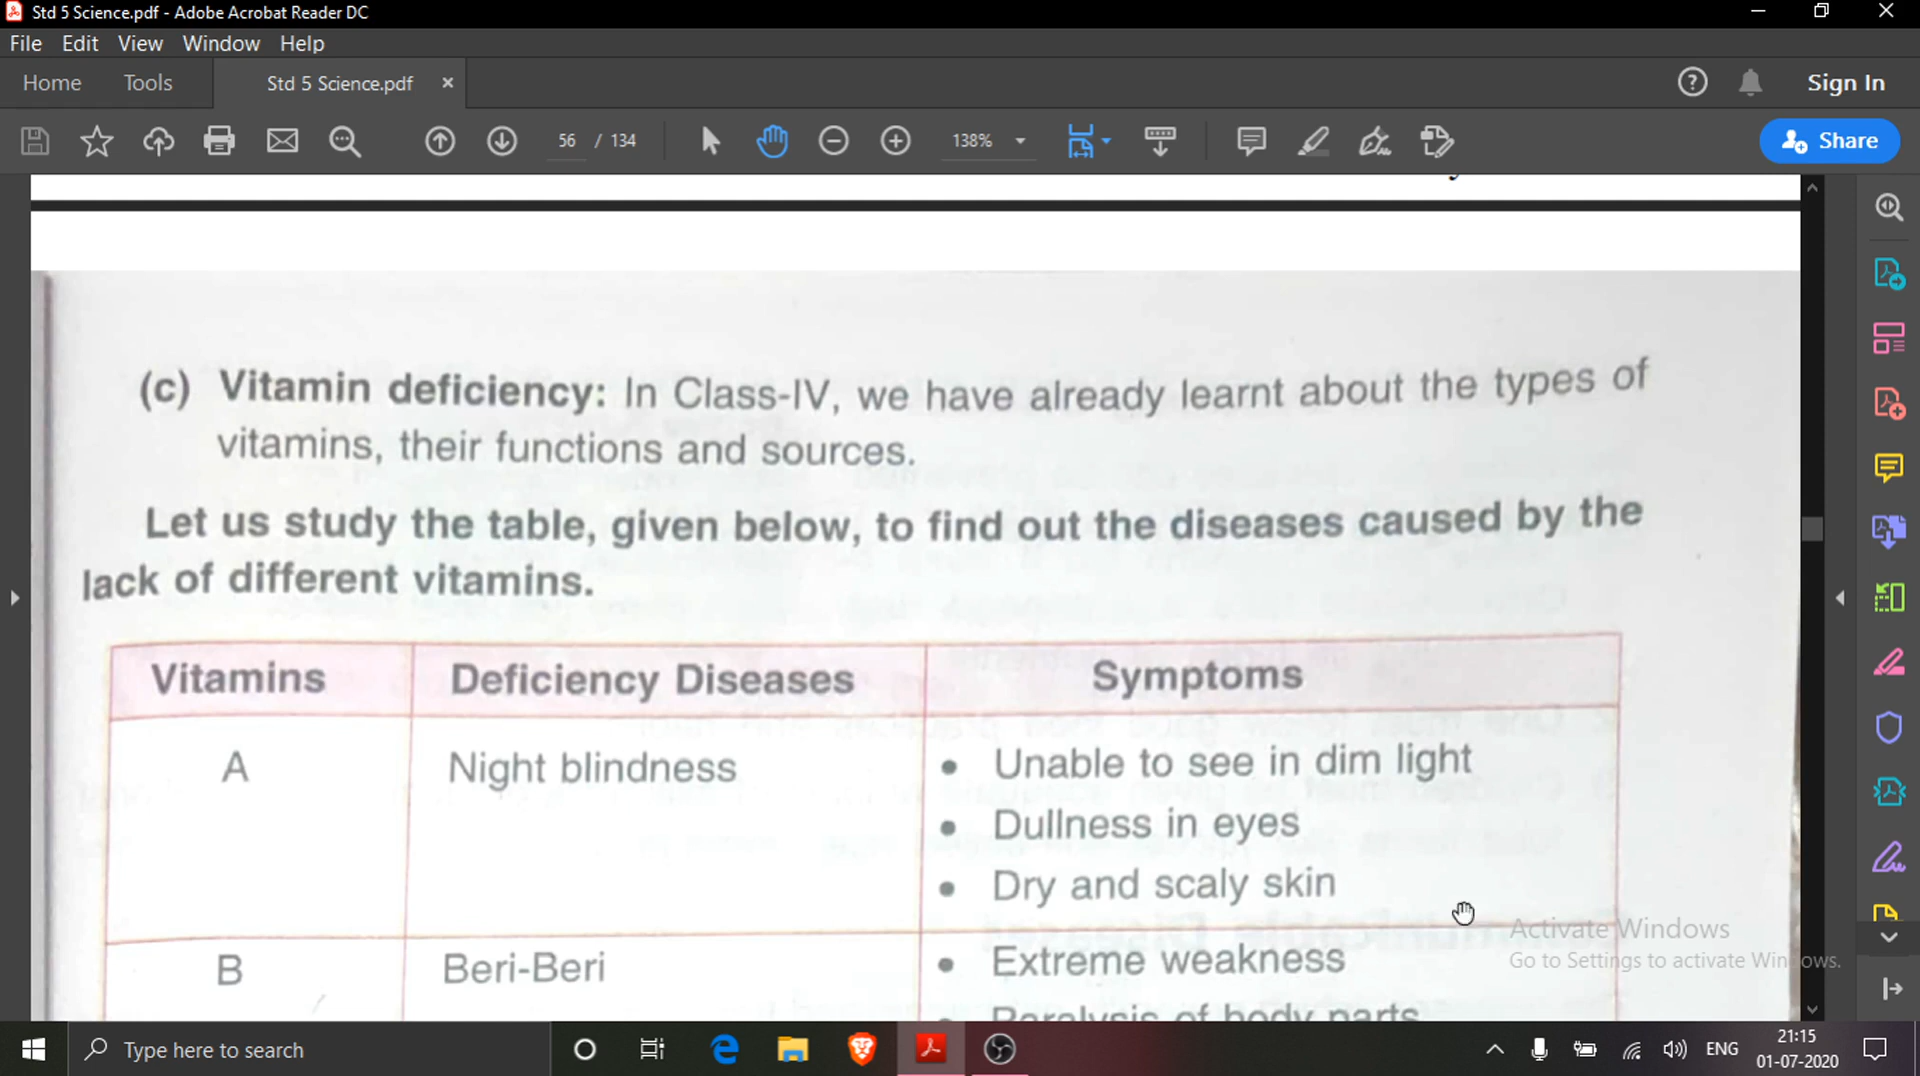 Std 5 Science.pdf - Adobe Acrobat Reader DC
File Edit View Window Help
Home Tools Std 5 Science.pdf × Sign In
56 / 134 138% Share
(c) Vitamin deficiency: In Class-IV, we have already learnt about the types of
vitamins, their functions and sources.
Let us study the table, given below, to find out the diseases caused by the
lack of different vitamins.
Vitamins Deficiency Diseases Symptoms
A Night blindness • Unable to see in dim light
• Dullness in eyes
• Dry and scaly skin
B Beri-Beri • Extreme weakness
• Paralysis of body parts
Activate Windows
Go to Settings to activate Windows.
Type here to search ENG 21:15
01-07-2020